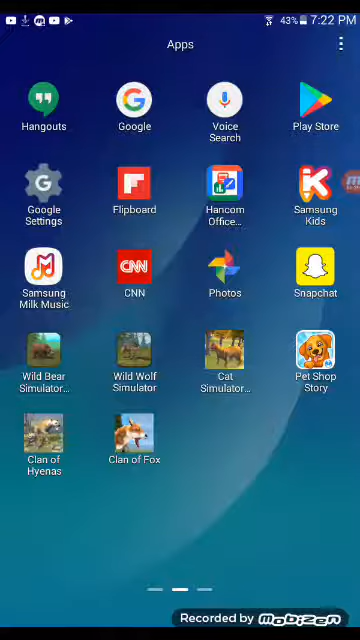 43% 7:22 PM
Apps
Hangouts
Google
Voice
Search
Play Store
Google
Settings
Flipboard
Hancom
Office...
Samsung
Kids
Samsung
Milk Music
CNN
CNN
Photos
Snapchat
Wild Bear
Simulator...
Wild Wolf
Simulator
Cat
Simulator...
Pet Shop
Story
Clan of
Hyenas
Clan of Fox
Recorded by Mobizen